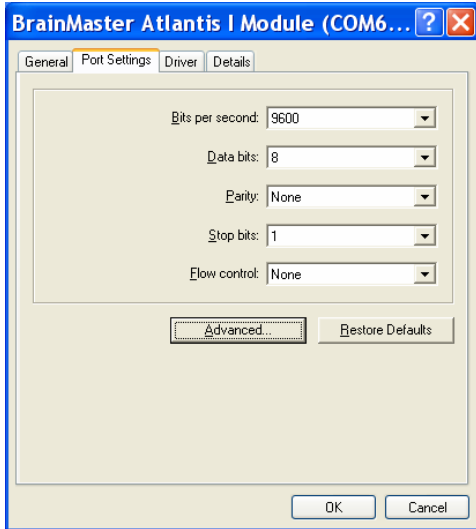 BrainMaster Atlantis I Module (COM6...
General Port Settings Driver Details
Bits per second: 9600
Data bits: 8
Parity: None
Stop bits: 1
Flow control: None
Advanced... Restore Defaults
OK Cancel